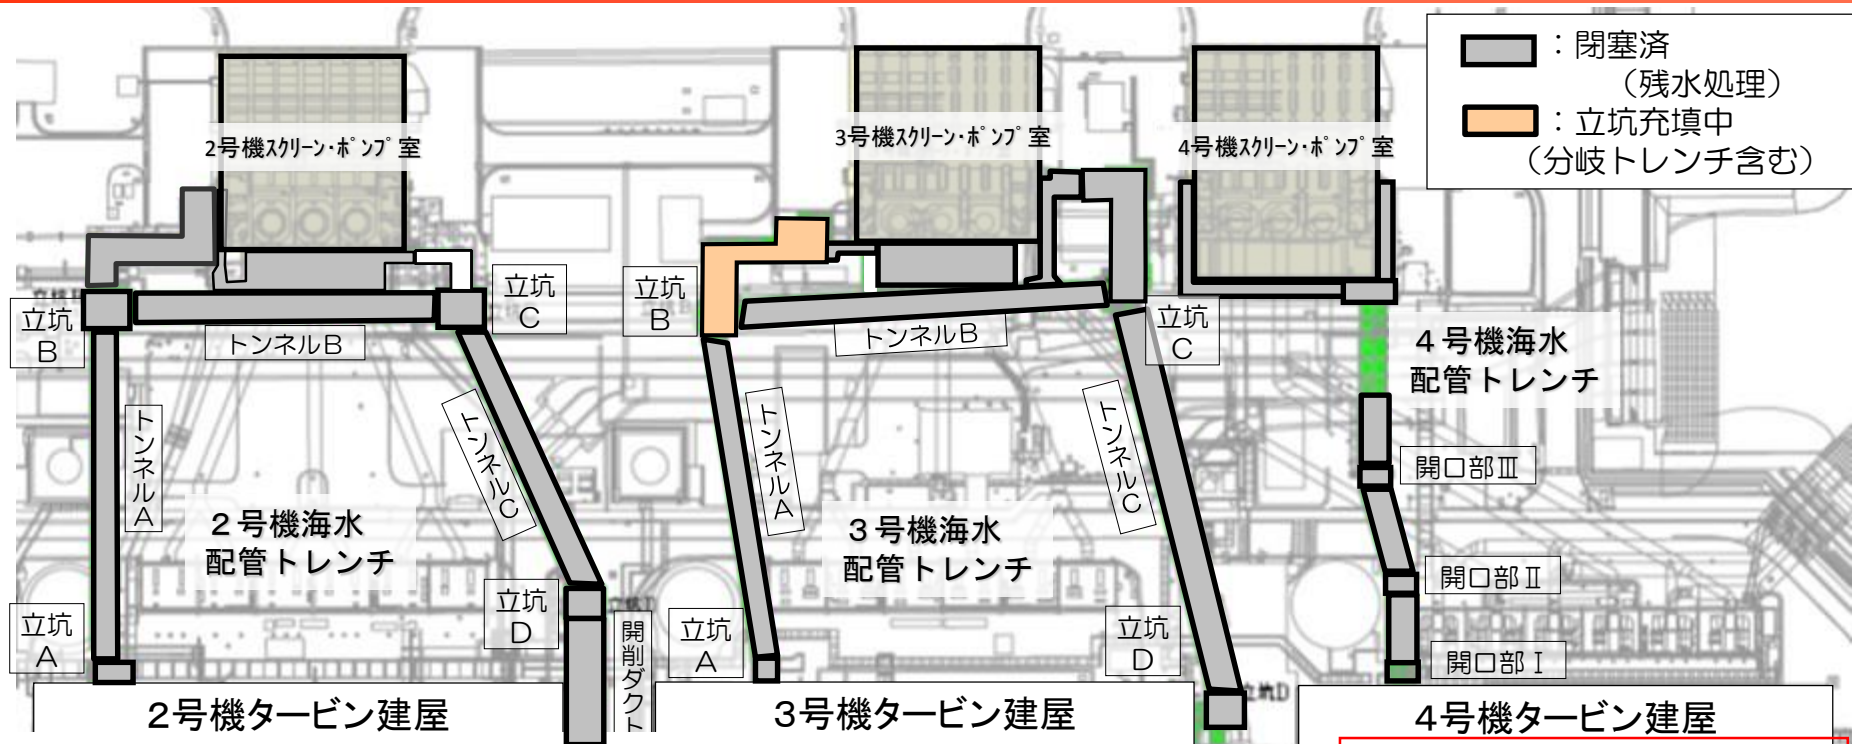 ：閉塞済
（残水処理）
：立坑充填中
（分岐トレンチ含む）
2号機ｽｸﾘｰﾝ･ﾎﾟﾝﾌﾟ室
3号機ｽｸﾘｰﾝ･ﾎﾟﾝﾌﾟ室
4号機ｽｸﾘｰﾝ･ﾎﾟﾝﾌﾟ室
立坑
B
トンネルB
立坑
C
立坑
B
トンネルB
立坑
C
４号機海水
配管トレンチ
トンネルA
トンネルC
トンネルA
トンネルC
開口部Ⅲ
２号機海水
配管トレンチ
３号機海水
配管トレンチ
開口部Ⅱ
立坑
A
立坑
D
開削ダクト
立坑
A
立坑
D
開口部Ⅰ
立坑D
2号機タービン建屋
3号機タービン建屋
4号機タービン建屋